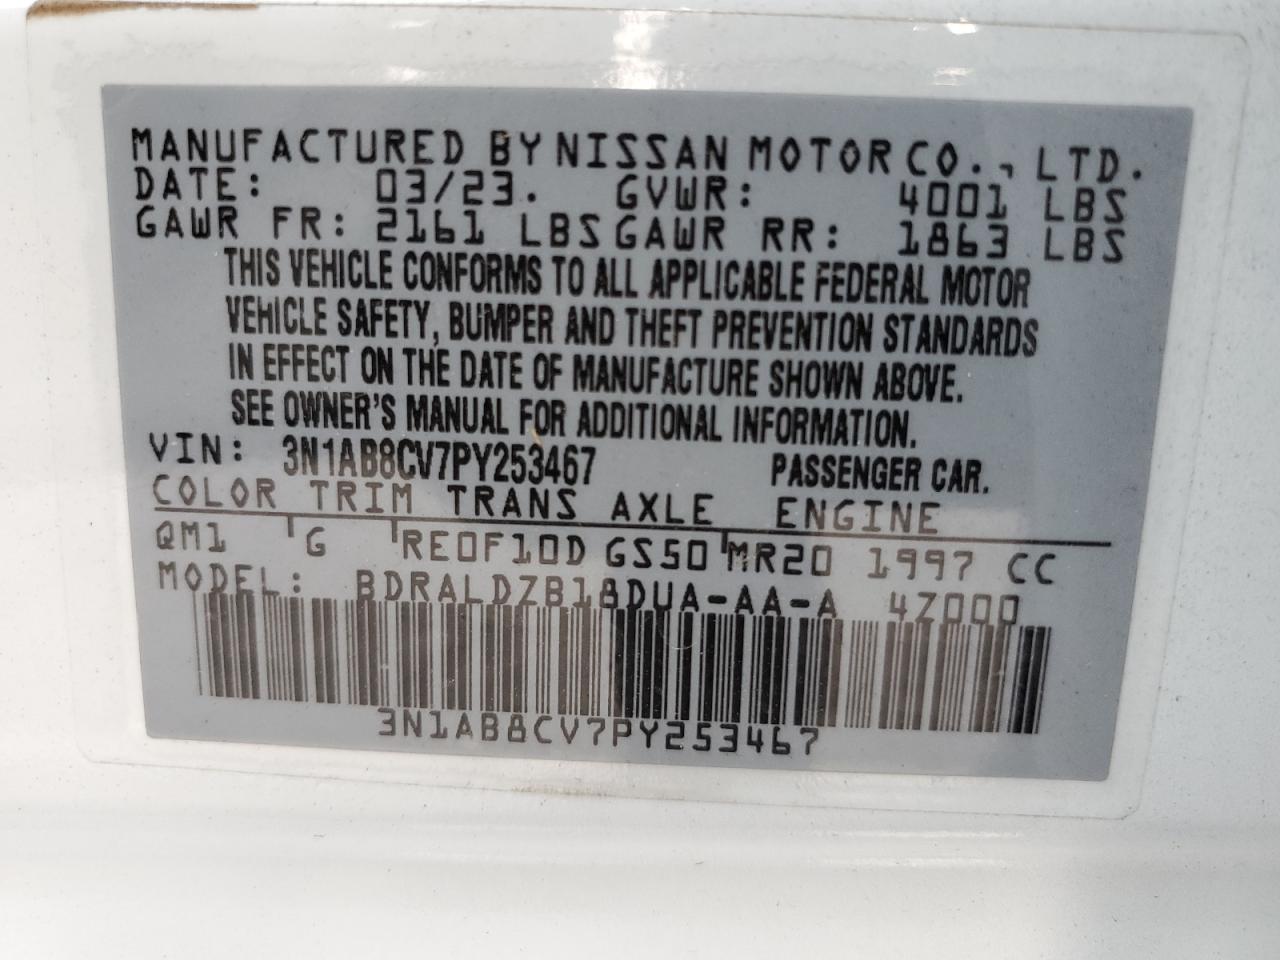 MANUFACTURED BY NISSAN MOTOR CO., LTD.
DATE: 03/23. GVWR: 4001 LBS
GAWR FR: 2161 LBS GAWR RR: 1863 LBS
THIS VEHICLE CONFORMS TO ALL APPLICABLE FEDERAL MOTOR
VEHICLE SAFETY, BUMPER AND THEFT PREVENTION STANDARDS
IN EFFECT ON THE DATE OF MANUFACTURE SHOWN ABOVE.
SEE OWNER'S MANUAL FOR ADDITIONAL INFORMATION.
VIN: 3N1AB8CV7PY253467 PASSENGER CAR.
COLOR TRIM TRANS AXLE ENGINE
QM1 G RE0F10D GS50 MR20 1997 CC
MODEL: BDRALDZB18DUA-AA-A 4Z000
3N1AB8CV7PY253467